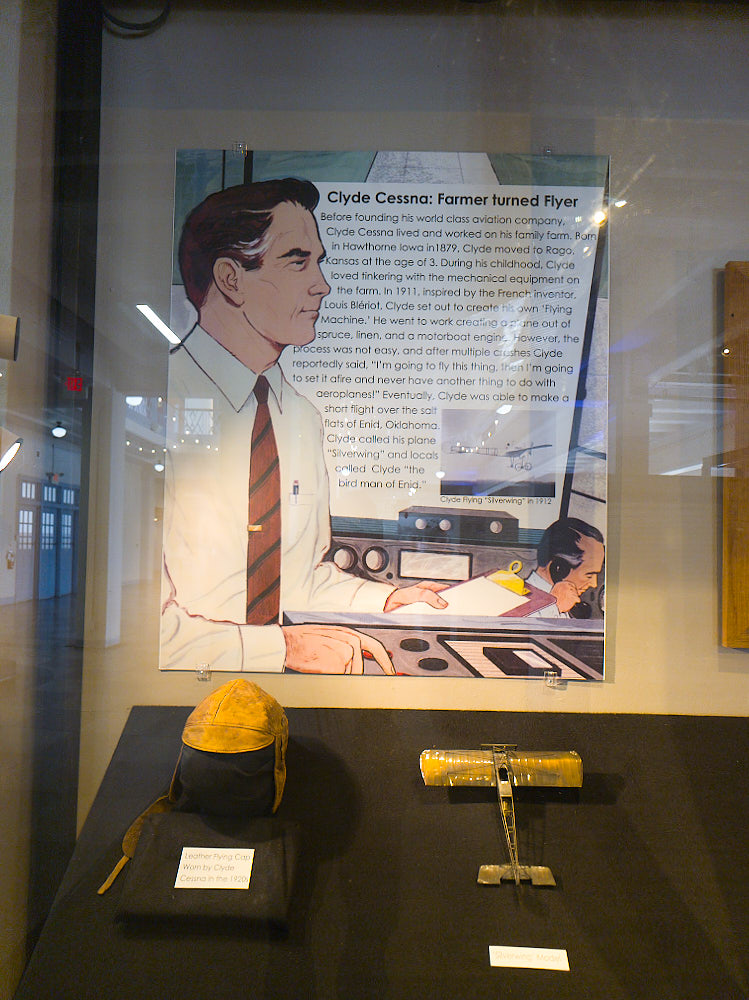 Clyde Cessna: Farmer turned Flyer
Before founding his world class aviation company,
Clyde Cessna lived and worked on his family farm. Born
in Hawthorne Iowa in1879, Clyde moved to Rago,
Kansas at the age of 3. During his childhood, Clyde
loved tinkering with the mechanical equipment on
the farm. In 1911, inspired by the French inventor,
Louis Blériot, Clyde set out to create his own 'Flying
Machine.' He went to work creating a plane out of
spruce, linen, and a motorboat engine. However, the
process was not easy, and after multiple crashes Clyde
reportedly said, "I'm going to fly this thing, then I'm going
to set it afire and never have another thing to do with
aeroplanes!" Eventually, Clyde was able to make a
short flight over the salt
flats of Enid, Oklahoma.
Clyde called his plane
"Silverwing" and locals
called Clyde "the
bird man of Enid."
Clyde Flying "Silverwing" in 1912
Leather Flying Cap
Worn by Clyde
Cessna in the 1920s
"Silverwing" Model